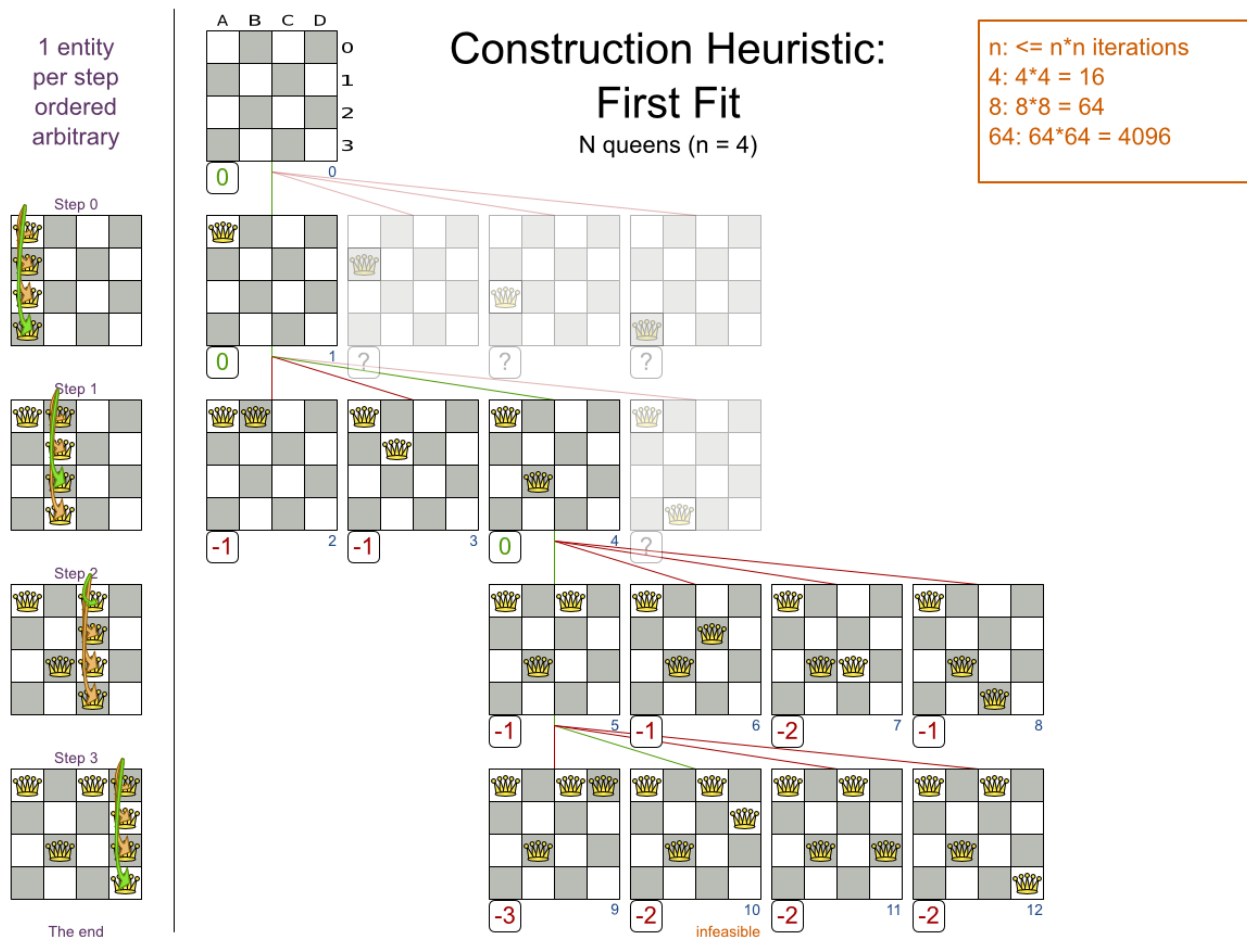 1 entity
per step
ordered
arbitrary
A B C D
0
1
2
3
Construction Heuristic:
First Fit
N queens (n = 4)
n: <= n*n iterations
4: 4*4 = 16
8: 8*8 = 64
64: 64*64 = 4096
0 0
Step 0
0 1 ? ? ?
Step 1
-1 2 -1 3 0 4 ?
Step 2
-1 5 -1 6 -2 7 -1 8
Step 3
-3 9 -2 10 -2 11 -2 12
The end
infeasible